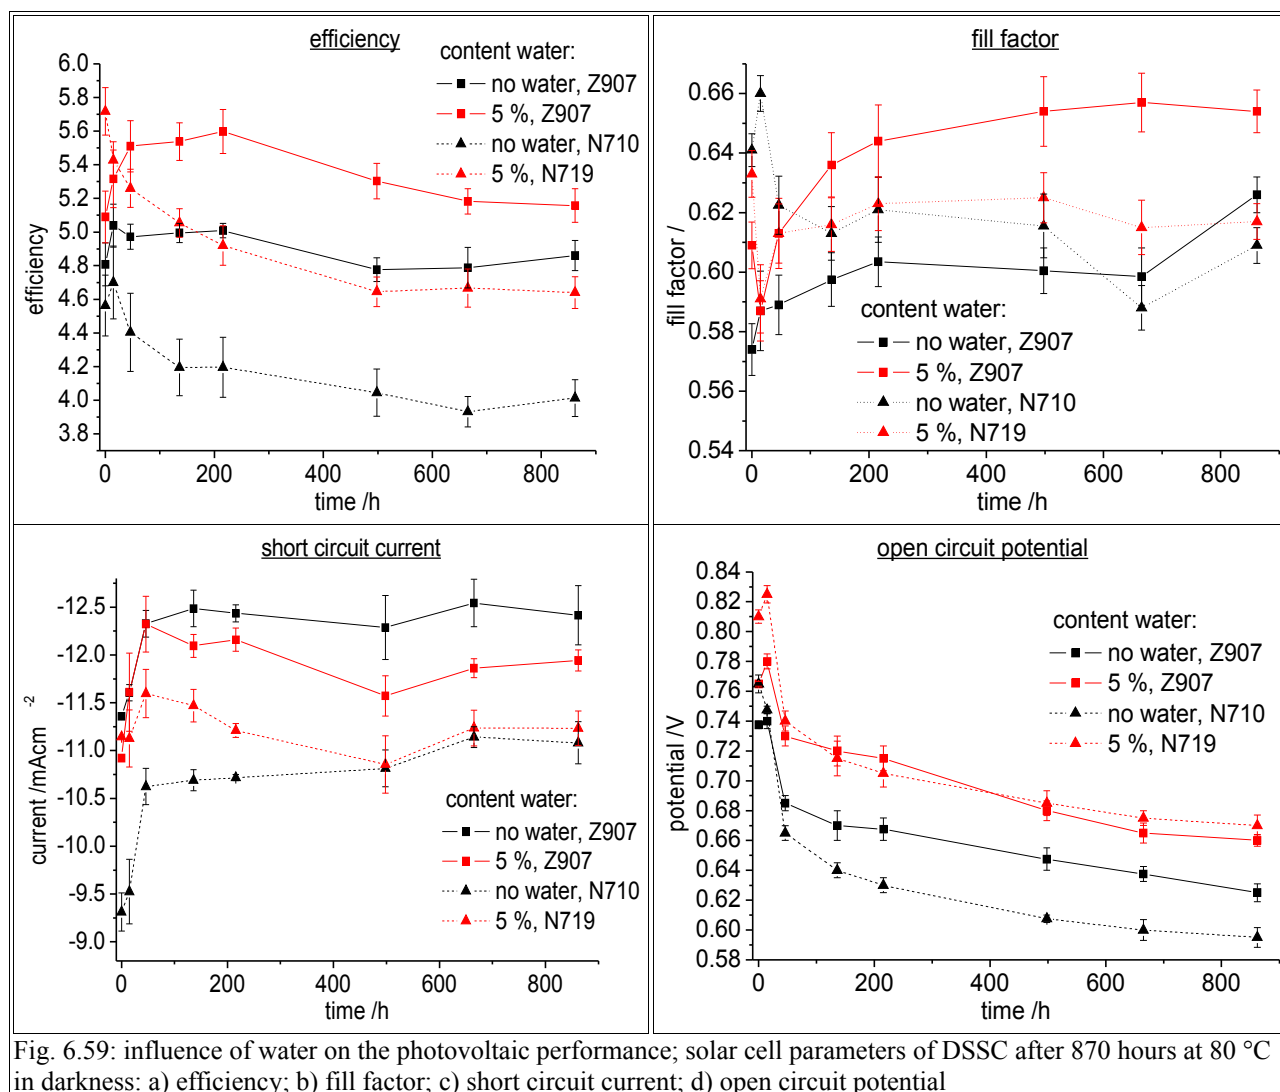 efficiency
content water:
no water, Z907
5 %, Z907
no water, N710
5 %, N719
6.0
5.8
5.6
5.4
5.2
5.0
4.8
4.6
4.4
4.2
4.0
3.8
efficiency
0 200 400 600 800
time /h
fill factor
0.66
0.64
0.62
0.60
0.58
0.56
0.54
fill factor /
content water:
no water, Z907
5 %, Z907
no water, N710
5 %, N719
0 200 400 600 800
time /h
short circuit current
-12.5
-12.0
-11.5
-11.0
-10.5
-10.0
-9.5
-9.0
current /mAcm -2
content water:
no water, Z907
5 %, Z907
no water, N710
5 %, N719
0 200 400 600 800
time /h
open circuit potential
0.84
0.82
0.80
0.78
0.76
0.74
0.72
0.70
0.68
0.66
0.64
0.62
0.60
0.58
potential /V
content water:
no water, Z907
5 %, Z907
no water, N710
5 %, N719
0 200 400 600 800
time /h
Fig. 6.59: influence of water on the photovoltaic performance; solar cell parameters of DSSC after 870 hours at 80 °C
in darkness: a) efficiency; b) fill factor; c) short circuit current; d) open circuit potential